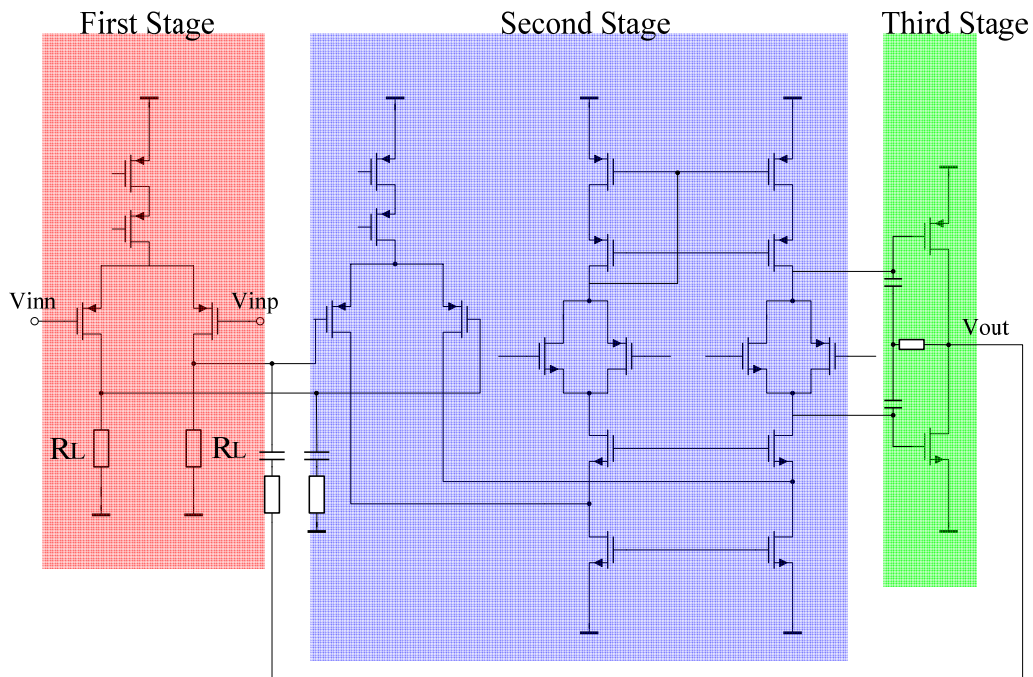 First Stage
Second Stage
Third Stage
Vinn
Vinp
Vout
RL
RL